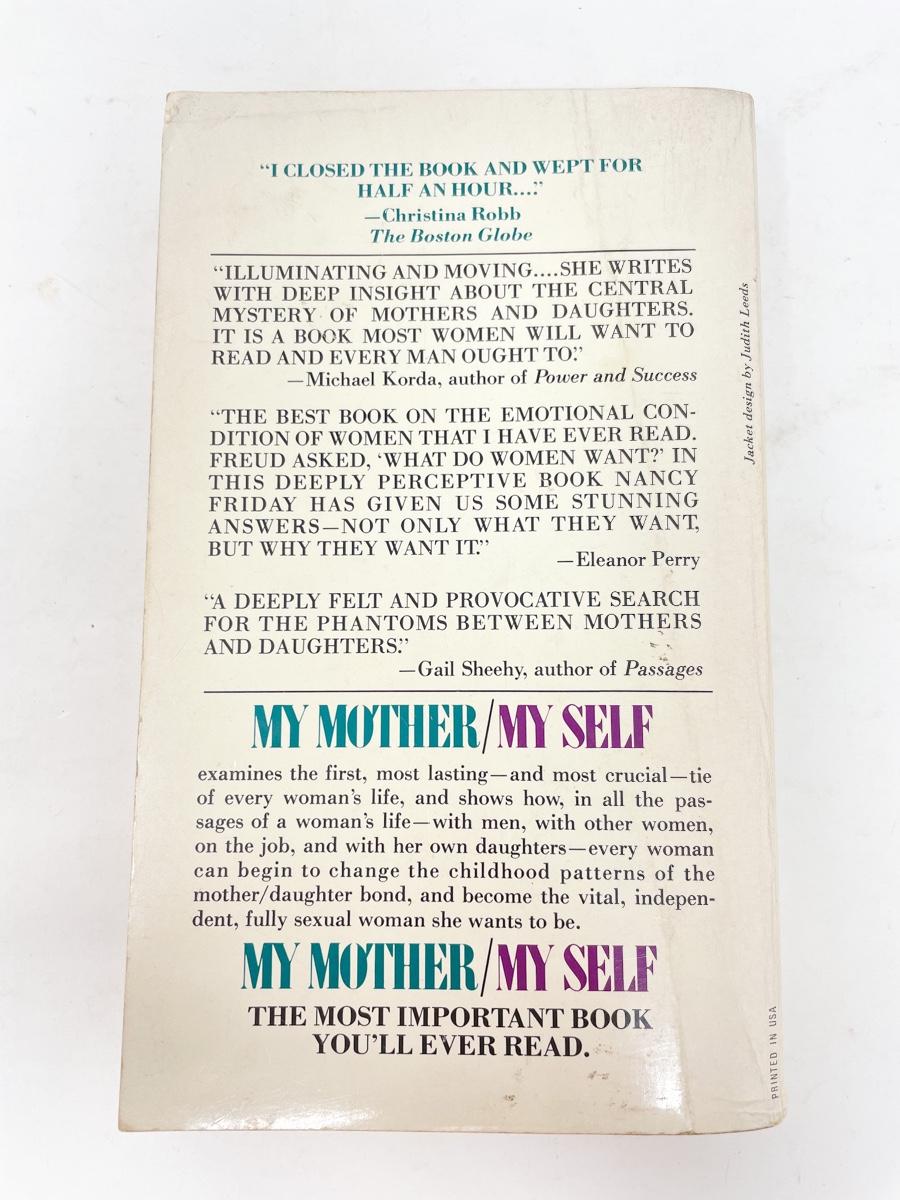 “I CLOSED THE BOOK AND WEPT FOR
HALF AN HOUR....”
—Christina Robb
The Boston Globe
“ILLUMINATING AND MOVING....SHE WRITES
WITH DEEP INSIGHT ABOUT THE CENTRAL
MYSTERY OF MOTHERS AND DAUGHTERS.
IT IS A BOOK MOST WOMEN WILL WANT TO
READ AND EVERY MAN OUGHT TO.”
—Michael Korda, author of Power and Success
“THE BEST BOOK ON THE EMOTIONAL CON-
DITION OF WOMEN THAT I HAVE EVER READ.
FREUD ASKED, ‘WHAT DO WOMEN WANT?’ IN
THIS DEEPLY PERCEPTIVE BOOK NANCY
FRIDAY HAS GIVEN US SOME STUNNING
ANSWERS—NOT ONLY WHAT THEY WANT,
BUT WHY THEY WANT IT.”
—Eleanor Perry
“A DEEPLY FELT AND PROVOCATIVE SEARCH
FOR THE PHANTOMS BETWEEN MOTHERS
AND DAUGHTERS.”
—Gail Sheehy, author of Passages
MY MOTHER/MY SELF
examines the first, most lasting—and most crucial—tie
of every woman’s life, and shows how, in all the pas-
sages of a woman’s life—with men, with other women,
on the job, and with her own daughters—every woman
can begin to change the childhood patterns of the
mother/daughter bond, and become the vital, indepen-
dent, fully sexual woman she wants to be.
MY MOTHER/MY SELF
THE MOST IMPORTANT BOOK
YOU’LL EVER READ.
Jacket design by Judith Leeds
PRINTED IN USA